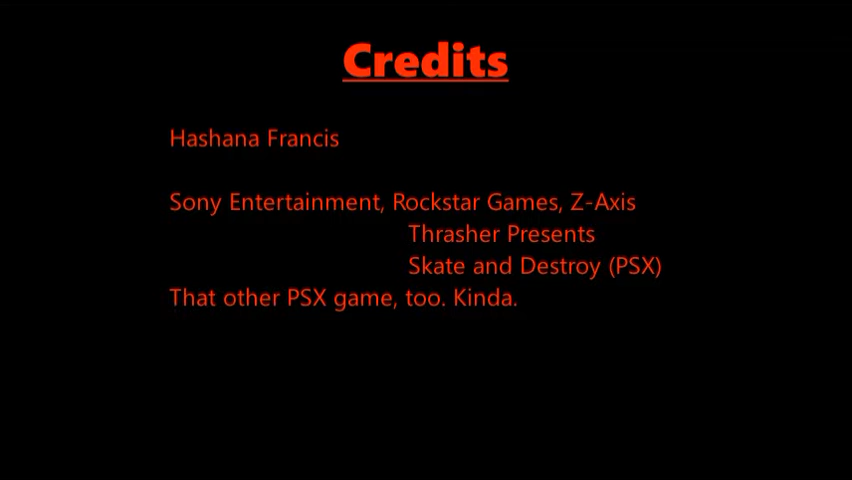 Credits
Hashana Francis
Sony Entertainment, Rockstar Games, Z-Axis
Thrasher Presents
Skate and Destroy (PSX)
That other PSX game, too. Kinda.